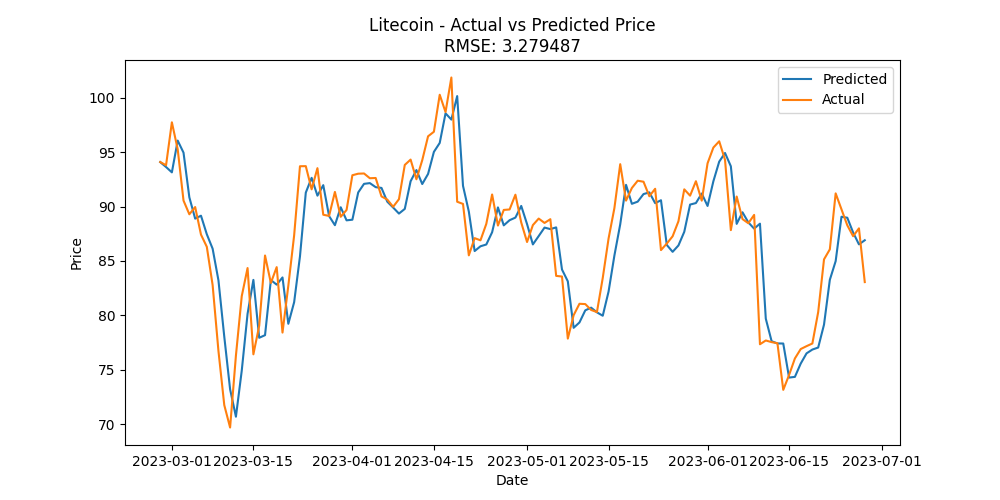 Litecoin - Actual vs Predicted Price
RMSE: 3.279487
Predicted
Actual
Price
100
95
90
85
80
75
70
2023-03-01
2023-03-15
2023-04-01
2023-04-15
2023-05-01
2023-05-15
2023-06-01
2023-06-15
2023-07-01
Date